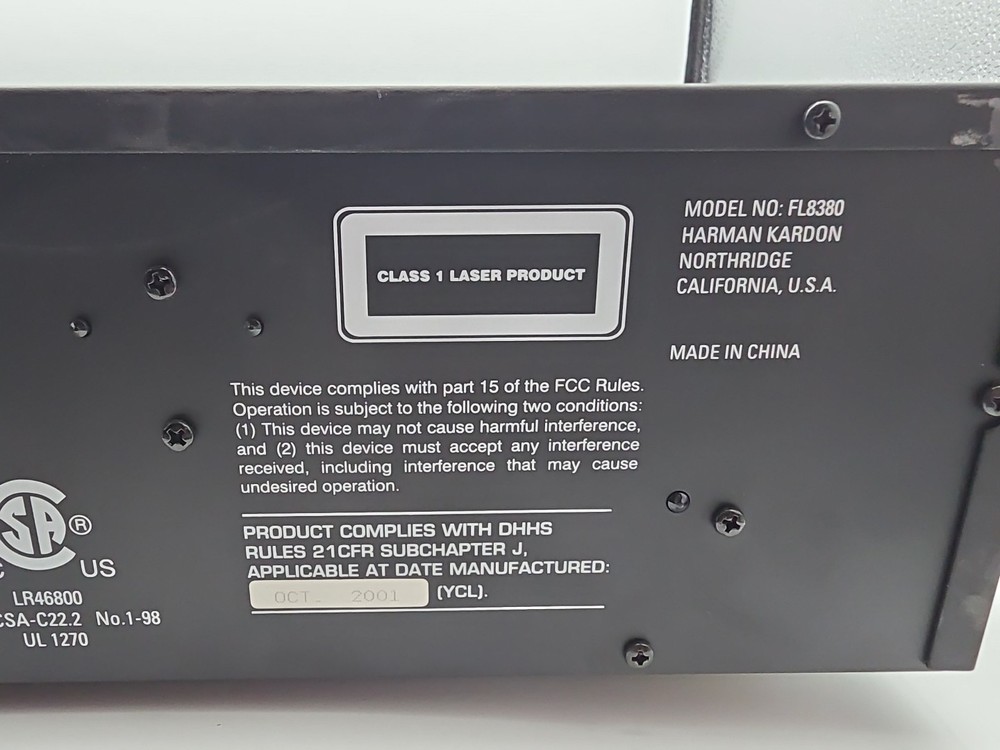 MODEL NO: FL8380
HARMAN KARDON
NORTHRIDGE
CALIFORNIA, U.S.A.
CLASS 1 LASER PRODUCT
MADE IN CHINA
This device complies with part 15 of the FCC Rules.
Operation is subject to the following two conditions:
(1) This device may not cause harmful interference,
and (2) this device must accept any interference
received, including interference that may cause
undesired operation.
PRODUCT COMPLIES WITH DHHS
RULES 21CFR SUBCHAPTER J,
APPLICABLE AT DATE MANUFACTURED:
OCT. 2001 (YCL).
SA ®
C US
LR46800
CSA-C22.2 No.1-98
UL 1270